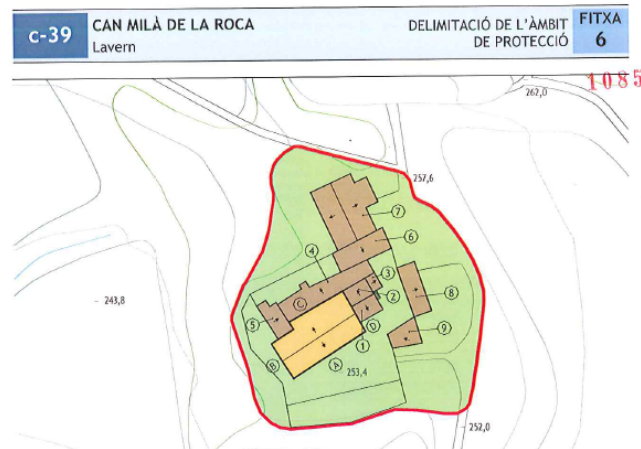 c-39
CAN MILÀ DE LA ROCA
Lavern
DELIMITACIÓ DE L'ÀMBIT
DE PROTECCIÓ
FITXA
6
1085
262,0
257,6
7
6
4
3
243,8
2
8
C
5
D
9
1
B
A
253,4
252,0